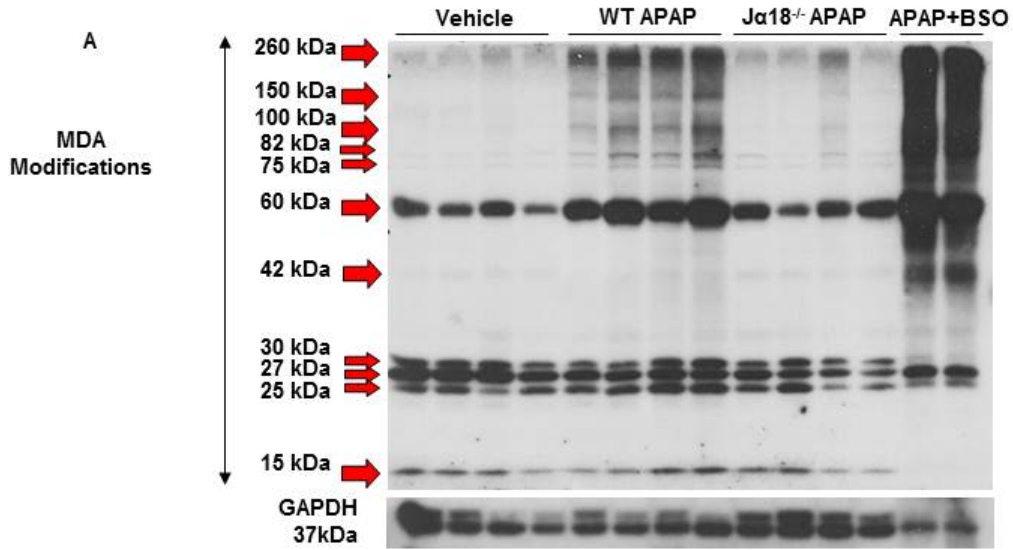 Vehicle WT APAP Jα18-/- APAP APAP+BSO
A
MDA
Modifications
260 kDa
150 kDa
100 kDa
82 kDa
75 kDa
60 kDa
42 kDa
30 kDa
27 kDa
25 kDa
15 kDa
GAPDH
37kDa